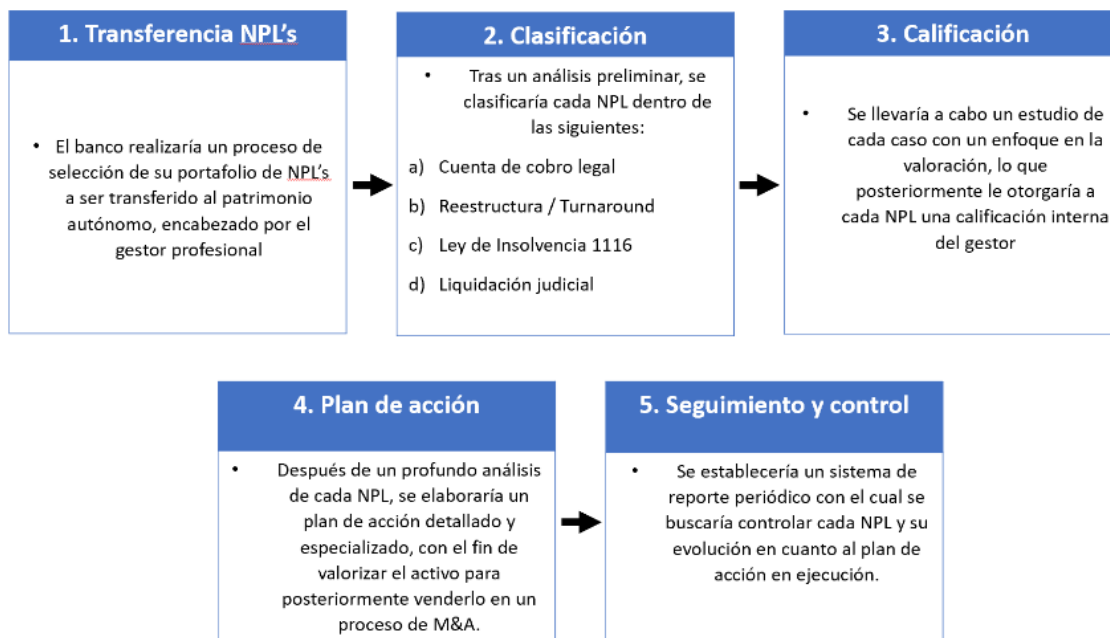 1. Transferencia NPL's
• El banco realizaría un proceso de
selección de su portafolio de NPL's
a ser transferido al patrimonio
autónomo, encabezado por el
gestor profesional
2. Clasificación
• Tras un análisis preliminar, se
clasificaría cada NPL dentro de
las siguientes:
a) Cuenta de cobro legal
b) Reestructura / Turnaround
c) Ley de Insolvencia 1116
d) Liquidación judicial
3. Calificación
• Se llevaría a cabo un estudio de
cada caso con un enfoque en la
valoración, lo que
posteriormente le otorgaría a
cada NPL una calificación interna
del gestor
4. Plan de acción
• Después de un profundo análisis
de cada NPL, se elaboraría un
plan de acción detallado y
especializado, con el fin de
valorizar el activo para
posteriormente venderlo en un
proceso de M&A.
5. Seguimiento y control
• Se establecería un sistema de
reporte periódico con el cual se
buscaría controlar cada NPL y su
evolución en cuanto al plan de
acción en ejecución.